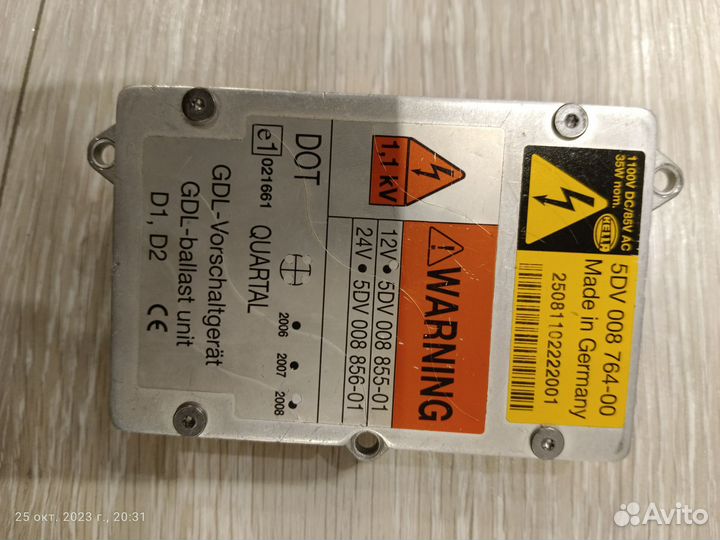 1100V DC/85V AC
35W nom.
HELLA
5DV 008 764-00
Made in Germany
25081102222001
1,1 kV
WARNING
12V • 5DV 008 855-01
24V • 5DV 008 856-01
DOT
e1 021661
QUARTAL
2006
2007
2008
GDL-Vorschaltgerät
GDL-ballast unit
D1, D2
CE
25 окт. 2023 г., 20:31
Avito